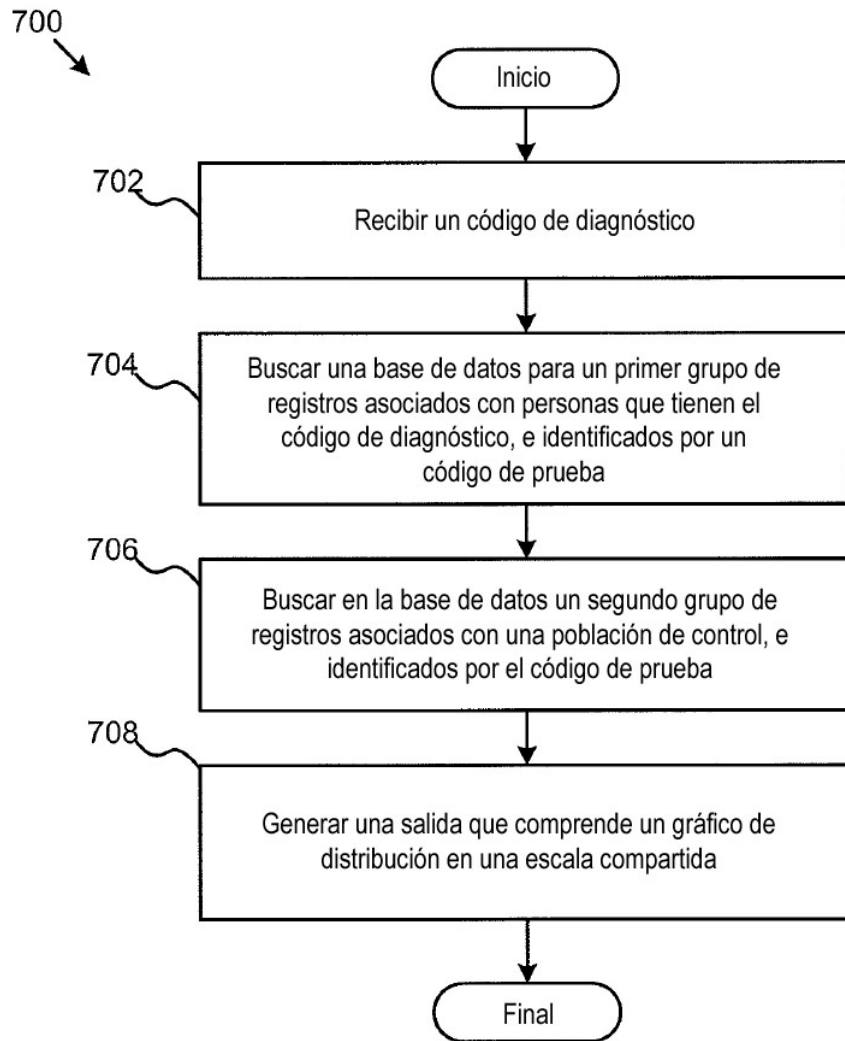 700
Inicio
702
Recibir un código de diagnóstico
704
Buscar una base de datos para un primer grupo de
registros asociados con personas que tienen el
código de diagnóstico, e identificados por un
código de prueba
706
Buscar en la base de datos un segundo grupo de
registros asociados con una población de control, e
identificados por el código de prueba
708
Generar una salida que comprende un gráfico de
distribución en una escala compartida
Final